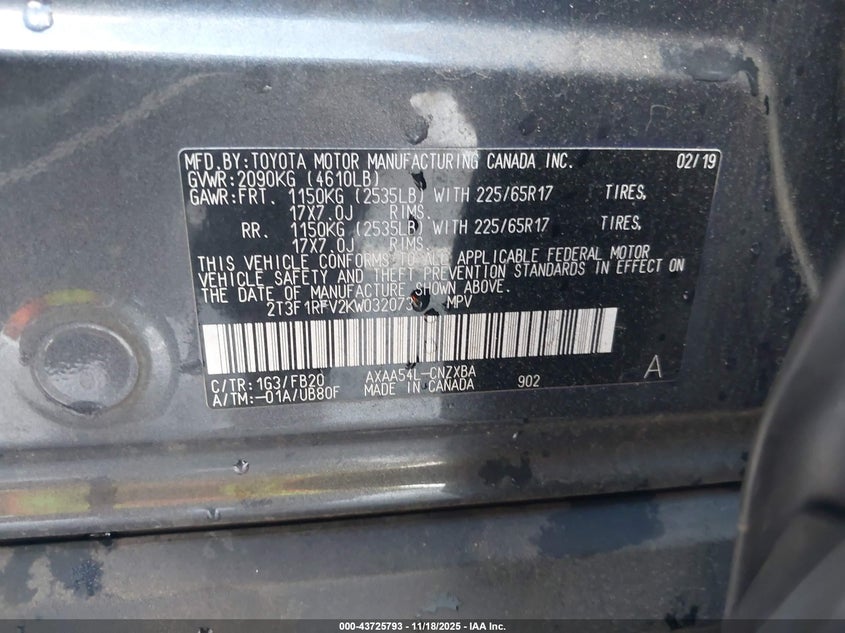 MFD.BY:TOYOTA MOTOR MANUFACTURING CANADA INC. 02/19
GVWR:2090KG (4610LB)
GAWR:FRT. 1150KG (2535LB) WITH 225/65R17 TIRES,
17X7.0J RIMS.
RR. 1150KG (2535LB) WITH 225/65R17 TIRES,
17X7.0J RIMS.
THIS VEHICLE CONFORMS TO ALL APPLICABLE FEDERAL MOTOR
VEHICLE SAFETY AND THEFT PREVENTION STANDARDS IN EFFECT ON
THE DATE OF MANUFACTURE SHOWN ABOVE.
2T3F1RFV2KW032073 MPV
C/TR:1G3/FB20 AXAA54L-CNZXBA A
A/TM:-01A/UB80F MADE IN CANADA 902
000-43725793 - 11/18/2025 - IAA Inc.